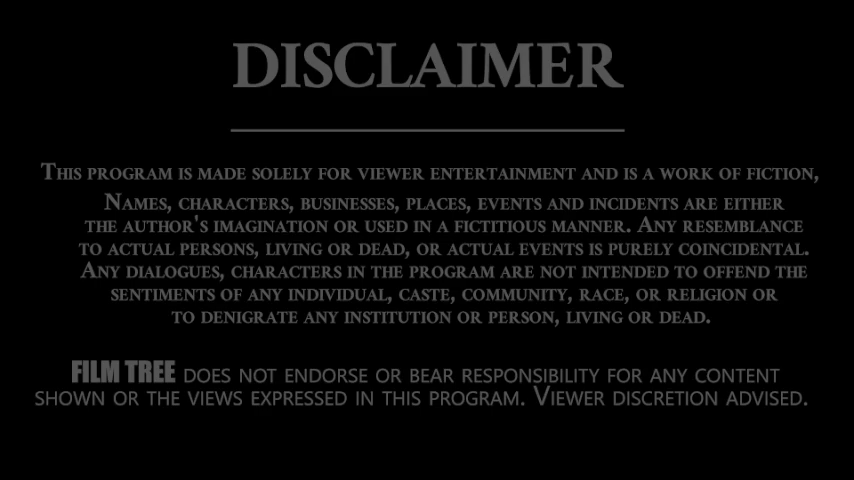 DISCLAIMER
THIS PROGRAM IS MADE SOLELY FOR VIEWER ENTERTAINMENT AND IS A WORK OF FICTION,
NAMES, CHARACTERS, BUSINESSES, PLACES, EVENTS AND INCIDENTS ARE EITHER
THE AUTHOR'S IMAGINATION OR USED IN A FICTITIOUS MANNER. ANY RESEMBLANCE
TO ACTUAL PERSONS, LIVING OR DEAD, OR ACTUAL EVENTS IS PURELY COINCIDENTAL.
ANY DIALOGUES, CHARACTERS IN THE PROGRAM ARE NOT INTENDED TO OFFEND THE
SENTIMENTS OF ANY INDIVIDUAL, CASTE, COMMUNITY, RACE, OR RELIGION OR
TO DENIGRATE ANY INSTITUTION OR PERSON, LIVING OR DEAD.
FILM TREE DOES NOT ENDORSE OR BEAR RESPONSIBILITY FOR ANY CONTENT
SHOWN OR THE VIEWS EXPRESSED IN THIS PROGRAM. VIEWER DISCRETION ADVISED.